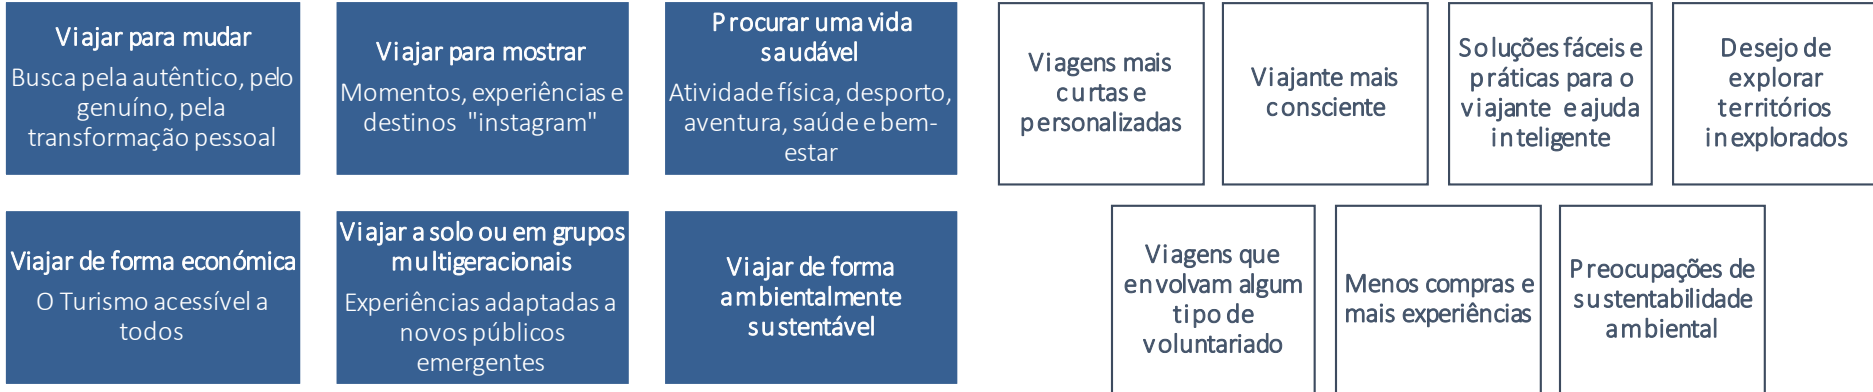 Viajar para mudar
Busca pela autêntico, pelo
genuíno, pela
transformação pessoal
Viajar para mostrar
Momentos, experiências e
destinos "instagram"
Procurar uma vida
saudável
Atividade física, desporto,
aventura, saúde e bem-
estar
Viajar de forma económica
O Turismo acessível a
todos
Viajar a solo ou em grupos
multigeracionais
Experiências adaptadas a
novos públicos
emergentes
Viajar de forma
ambientalmente
sustentável
Viagens mais
curtas e
personalizadas
Viajante mais
consciente
Soluções fáceis e
práticas para o
viajante e ajuda
inteligente
Desejo de
explorar
territórios
inexplorados
Viagens que
envolvam algum
tipo de
voluntariado
Menos compras e
mais experiências
Preocupações de
sustentabilidade
ambiental